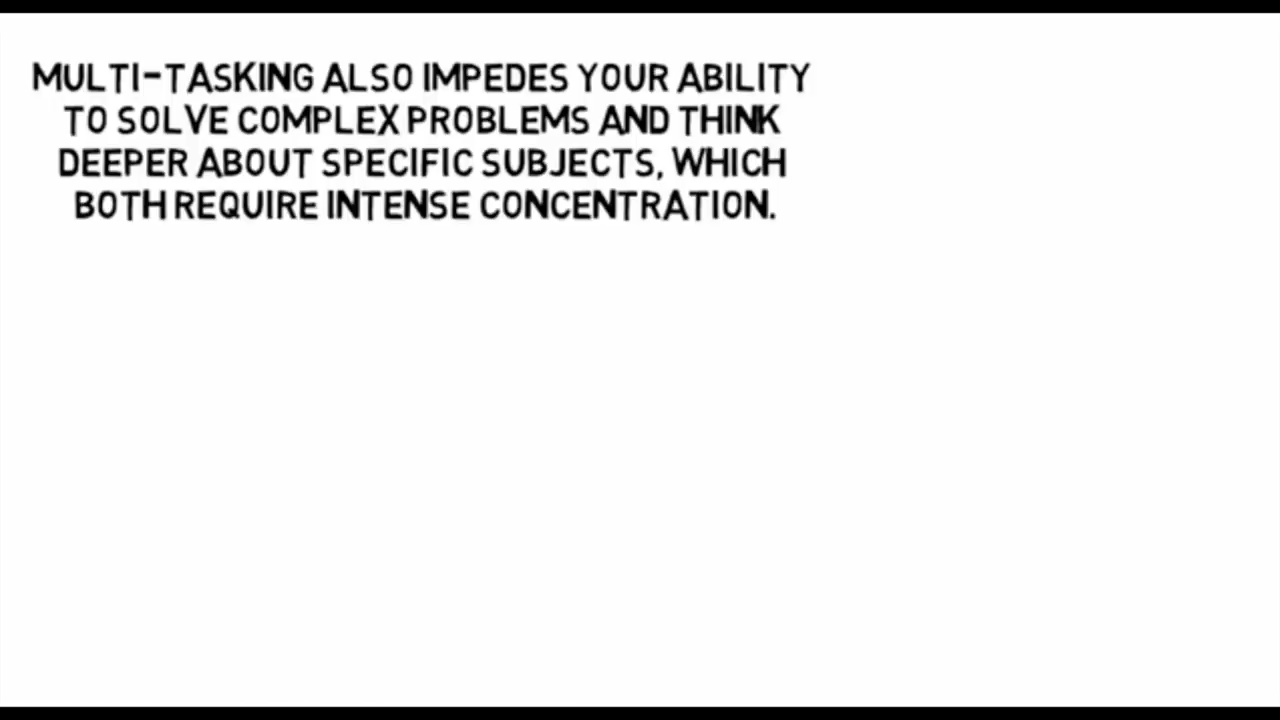 MULTI-TASKING ALSO IMPEDES YOUR ABILITY
TO SOLVE COMPLEX PROBLEMS AND THINK
DEEPER ABOUT SPECIFIC SUBJECTS, WHICH
BOTH REQUIRE INTENSE CONCENTRATION.